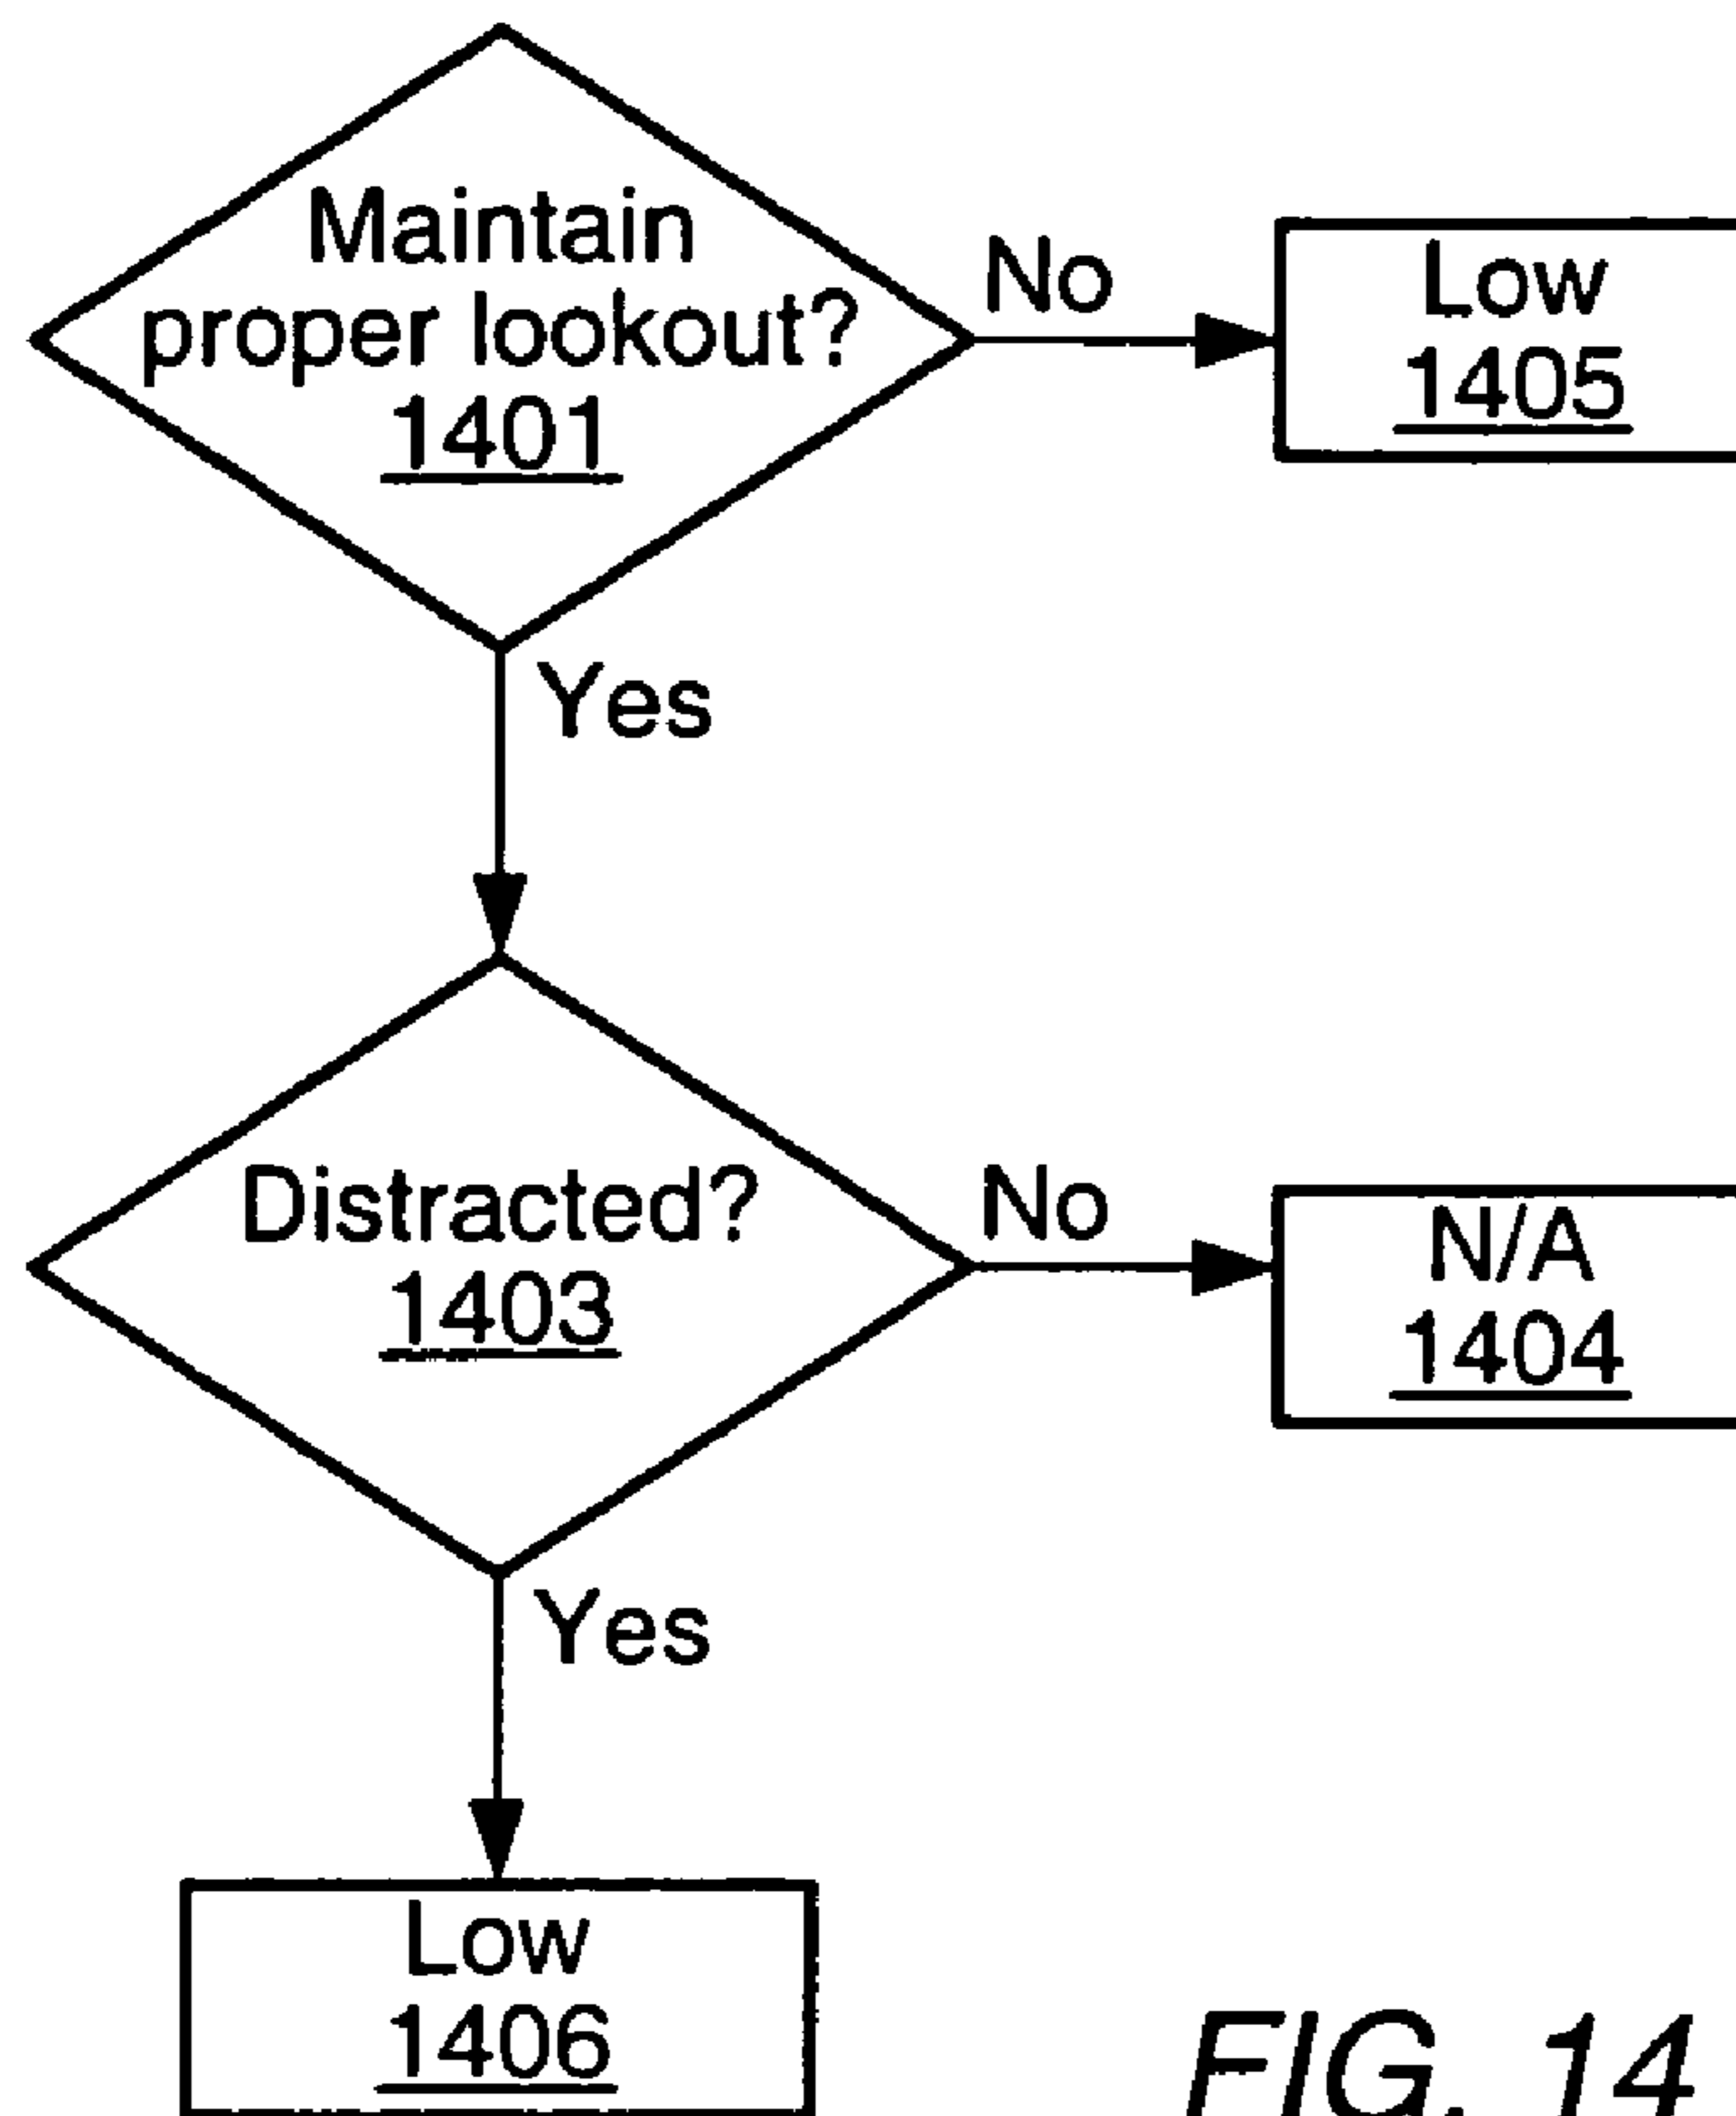 Maintain
proper lookout?
1401
No
Low
1405
Yes
Distracted?
1403
No
N/A
1404
Yes
Low
1406
FIG. 14